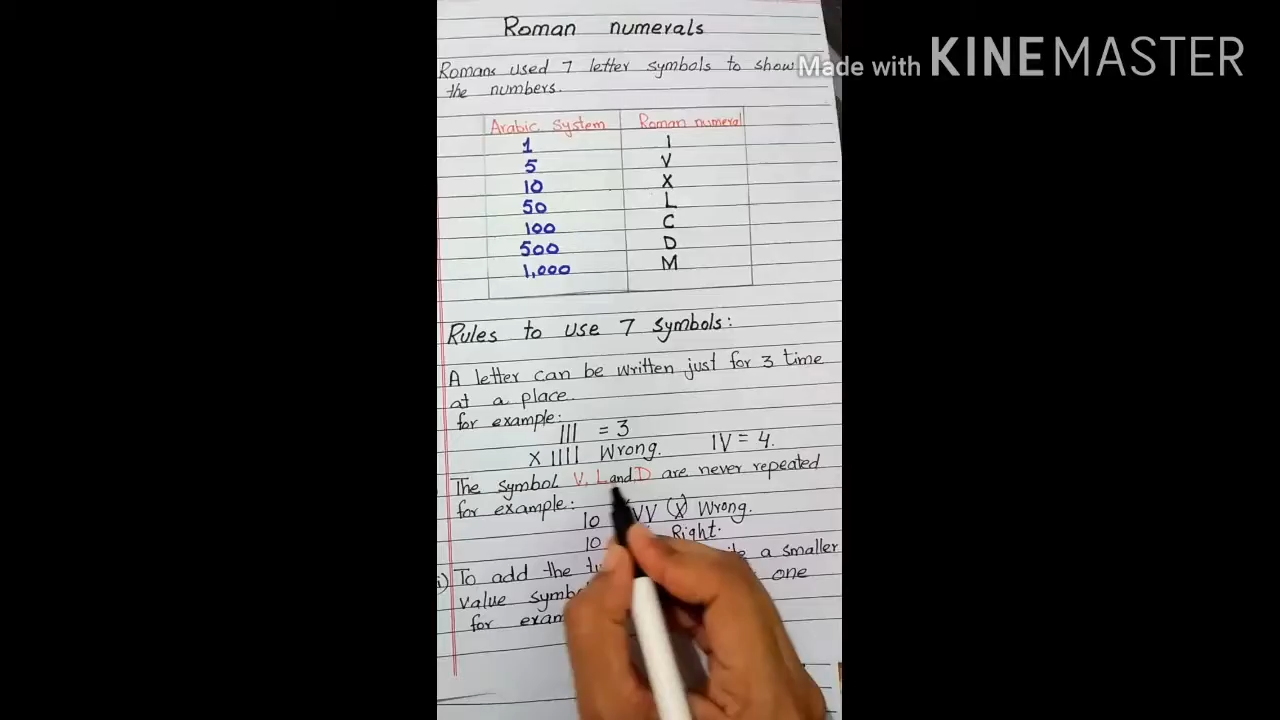 Roman numerals
Romans used 7 letter symbols to show
the numbers.
Made with KINEMASTER
Arabic System Roman numeral
1 I
5 V
10 X
50 L
100 C
500 D
1,000 M
Rules to use 7 symbols:
A letter can be written just for 3 time
at a place.
for example:
III = 3
X IIII Wrong. IV = 4.
The symbol V, L and D are never repeated
for example:
10 VV (X) Wrong.
10 Right.
i) To add the a smaller
value one
for